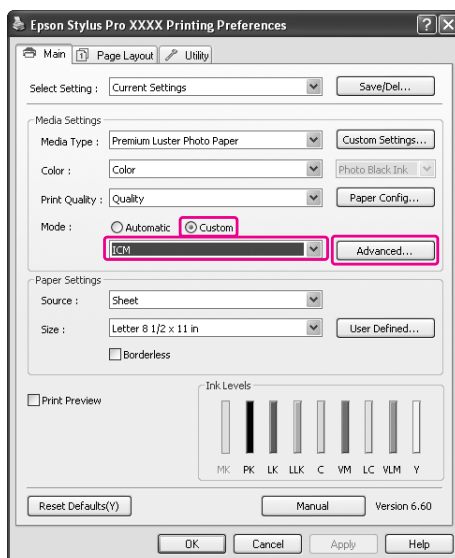 Epson Stylus Pro XXXX Printing Preferences
Main Page Layout Utility
Select Setting : Current Settings Save/Del...
Media Settings
Media Type : Premium Luster Photo Paper Custom Settings...
Color : Color Photo Black Ink
Print Quality : Quality Paper Config...
Mode : Automatic Custom
ICM Advanced...
Paper Settings
Source : Sheet
Size : Letter 8 1/2 x 11 in User Defined...
Borderless
Print Preview
Ink Levels
MK PK LK LLK C VM LC VLM Y
Reset Defaults(Y) Manual Version 6.60
OK Cancel Apply Help